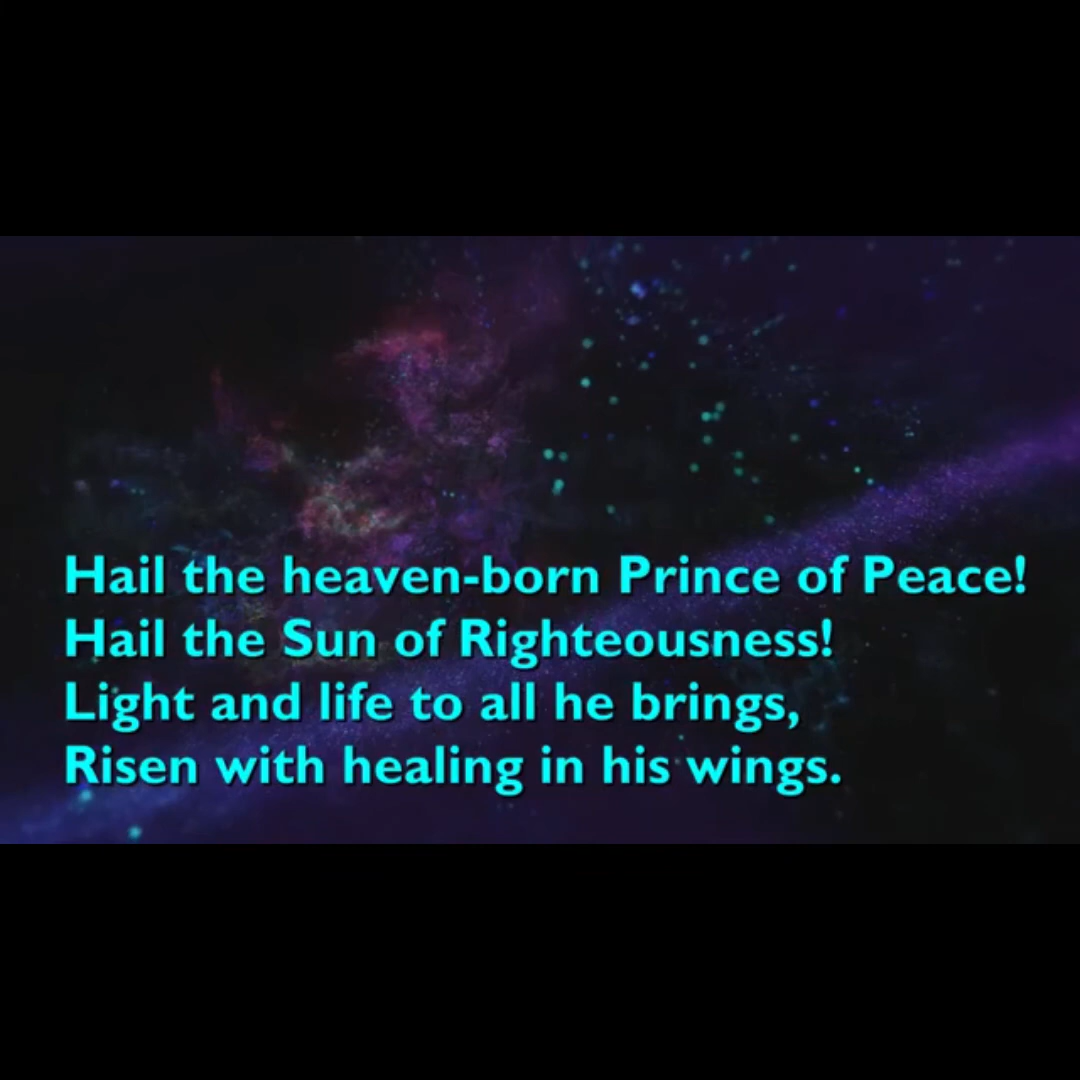 Hail the heaven-born Prince of Peace!
Hail the Sun of Righteousness!
Light and life to all he brings,
Risen with healing in his wings.